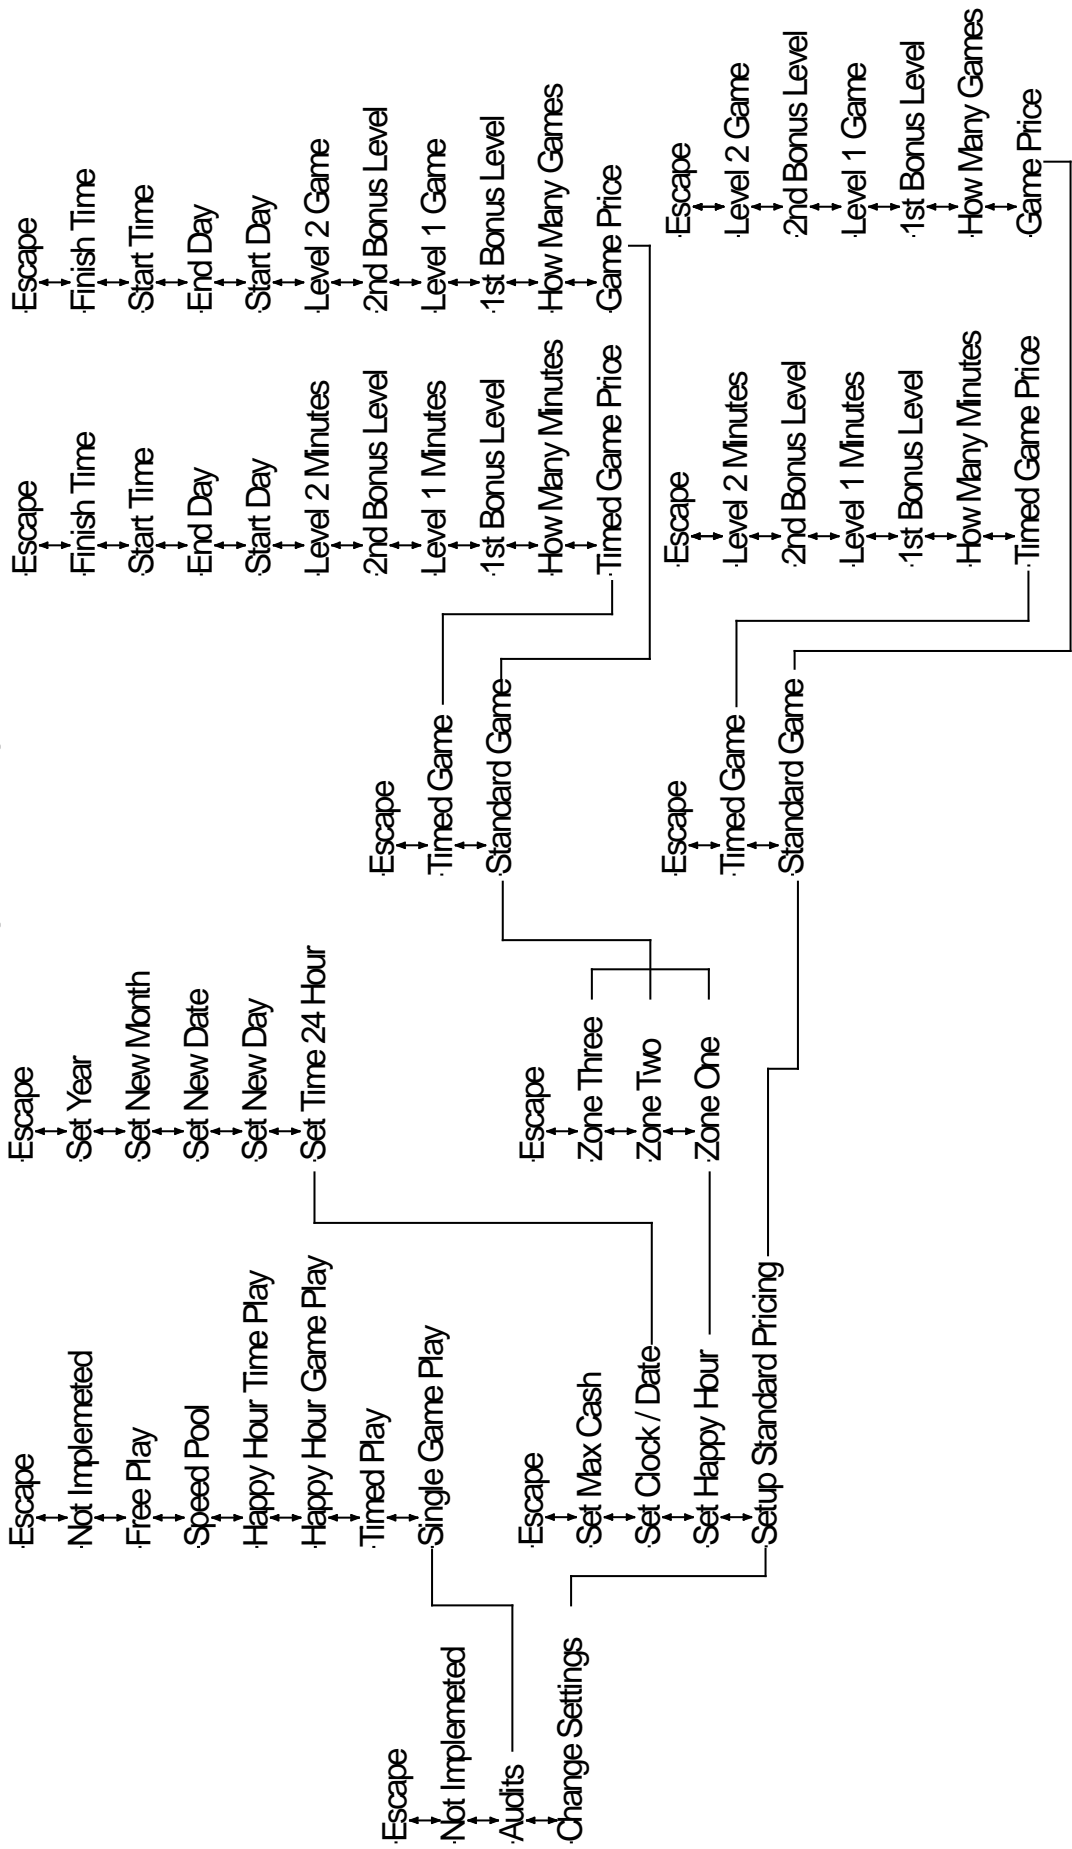 Escape
Not Implemeted
Audits
Change Settings
Escape
Not Implemeted
Free Play
Speed Pool
Happy Hour Time Play
Happy Hour Game Play
Timed Play
Single Game Play
Escape
Set Max Cash
Set Clock / Date
Set Happy Hour
Setup Standard Pricing
Escape
Set Year
Set New Month
Set New Date
Set New Day
Set Time 24 Hour
Escape
Zone Three
Zone Two
Zone One
Escape
Timed Game
Standard Game
Escape
Timed Game
Standard Game
Escape
Finish Time
Start Time
End Day
Start Day
Level 2 Minutes
2nd Bonus Level
Level 1 Minutes
1st Bonus Level
How Many Minutes
Timed Game Price
Escape
Level 2 Minutes
2nd Bonus Level
Level 1 Minutes
1st Bonus Level
How Many Minutes
Timed Game Price
Escape
Finish Time
Start Time
End Day
Start Day
Level 2 Game
2nd Bonus Level
Level 1 Game
1st Bonus Level
How Many Games
Game Price
Escape
Level 2 Game
2nd Bonus Level
Level 1 Game
1st Bonus Level
How Many Games
Game Price